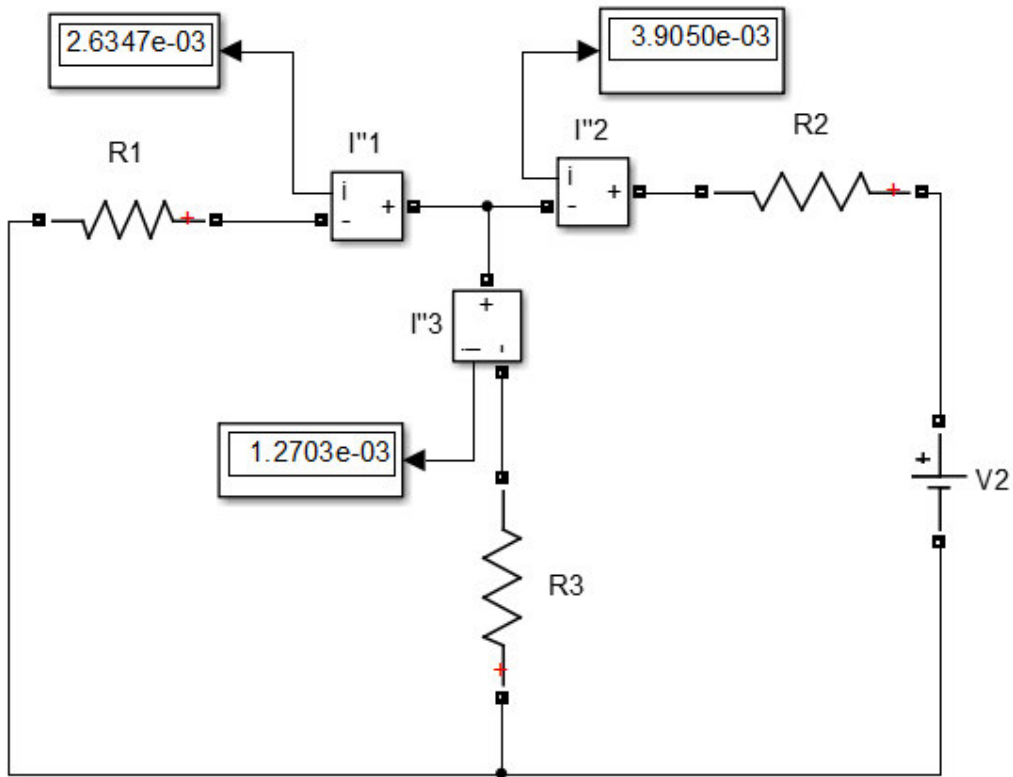 2.6347e-03
3.9050e-03
R1
I"1
i
-
+
I"2
i
-
+
R2
+
+
I"3
+
1.2703e-03
R3
+
+
V2